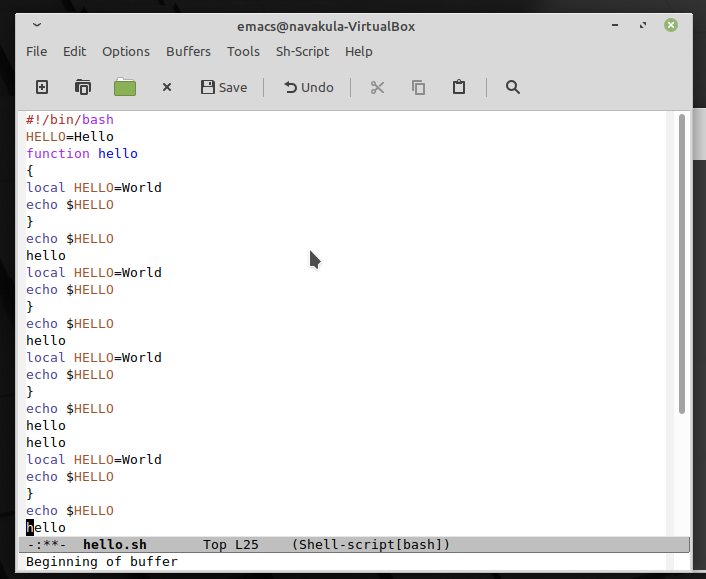 emacs@navakula-VirtualBox
File Edit Options Buffers Tools Sh-Script Help
Save Undo
#!/bin/bash
HELLO=Hello
function hello
{
local HELLO=World
echo $HELLO
}
echo $HELLO
hello
local HELLO=World
echo $HELLO
}
echo $HELLO
hello
local HELLO=World
echo $HELLO
}
echo $HELLO
hello
hello
local HELLO=World
echo $HELLO
}
echo $HELLO
hello
-:**- hello.sh Top L25 (Shell-script[bash])
Beginning of buffer